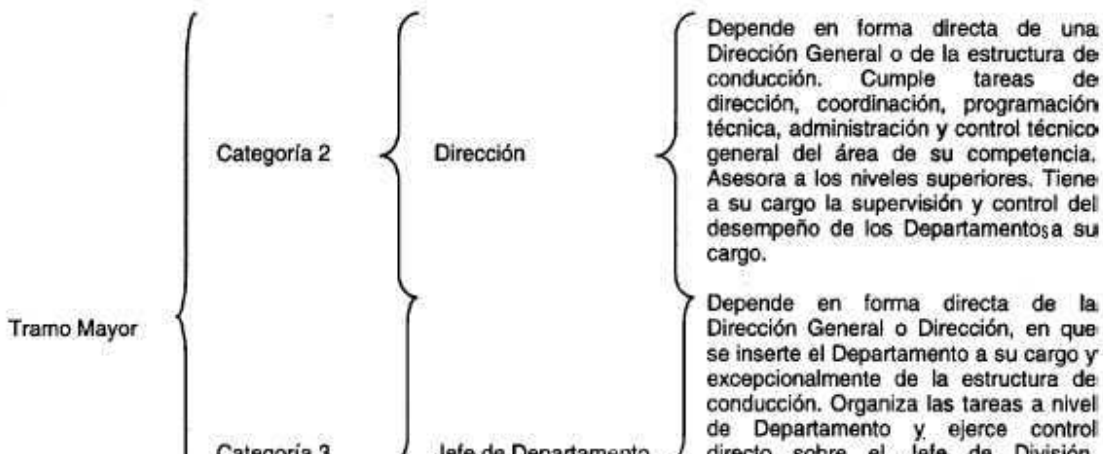 Depende en forma directa de una
Dirección General o de la estructura de
conducción. Cumple tareas de
dirección, coordinación, programación
técnica, administración y control técnico
Categoría 2 Dirección general del área de su competencia.
Asesora a los niveles superiores. Tiene
a su cargo la supervisión y control del
desempeño de los Departamentos a su
cargo.
Depende en forma directa de la
Tramo Mayor Dirección General o Dirección, en que
se inserte el Departamento a su cargo y
excepcionalmente de la estructura de
conducción. Organiza las tareas a nivel
de Departamento y ejerce control
Categoría 3 Jefe de Departamento directo sobre el Jefe de División,